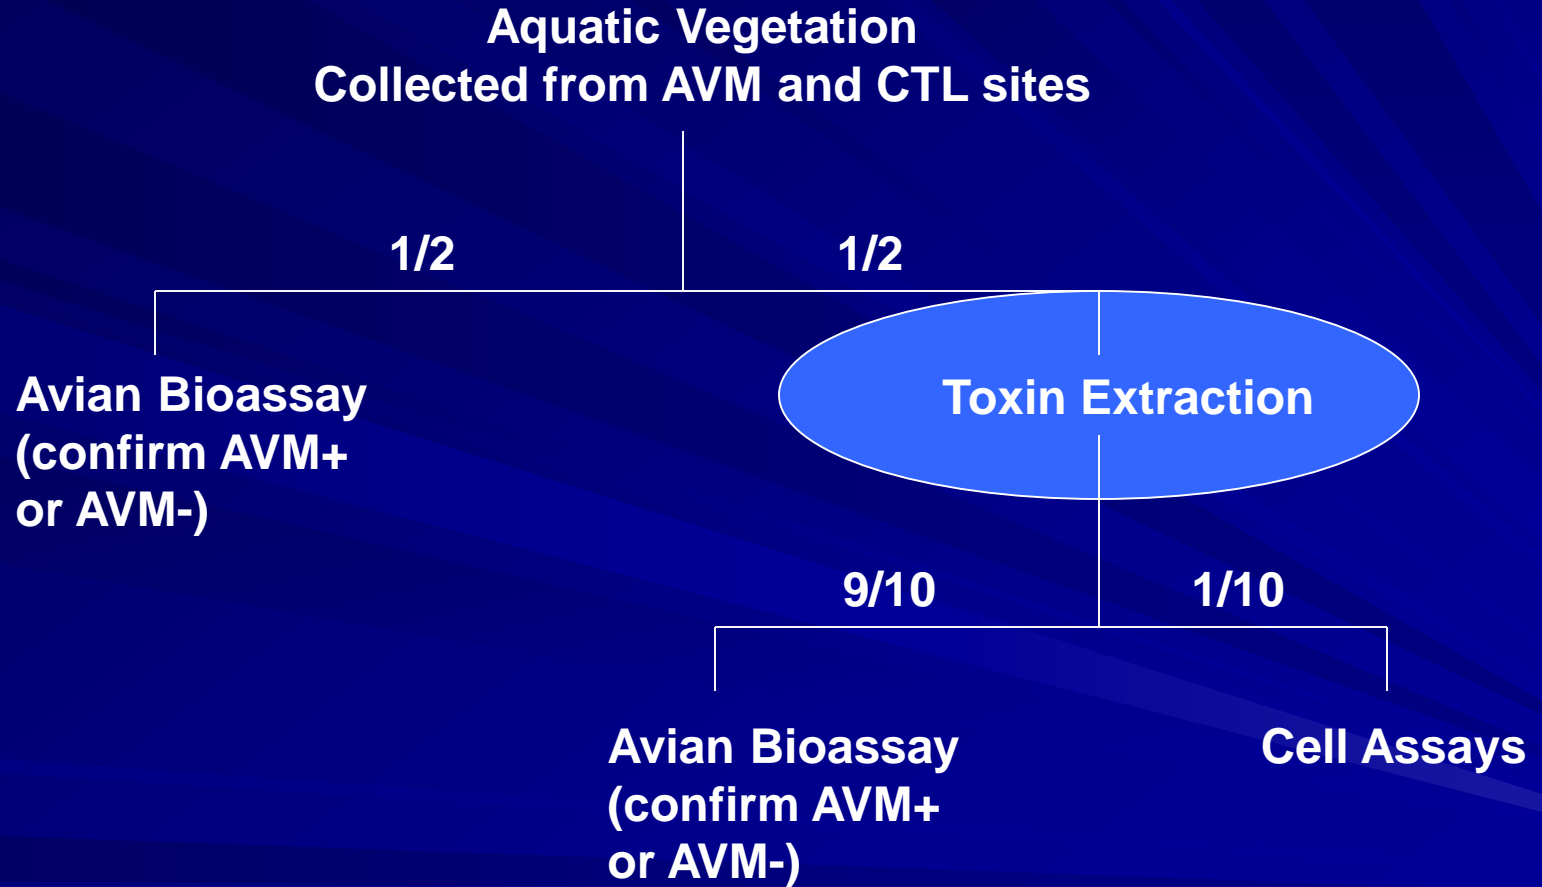 Aquatic Vegetation
Collected from AVM and CTL sites
1/2
1/2
Avian Bioassay
(confirm AVM+
or AVM-)
Toxin Extraction
9/10
1/10
Avian Bioassay
(confirm AVM+
or AVM-)
Cell Assays